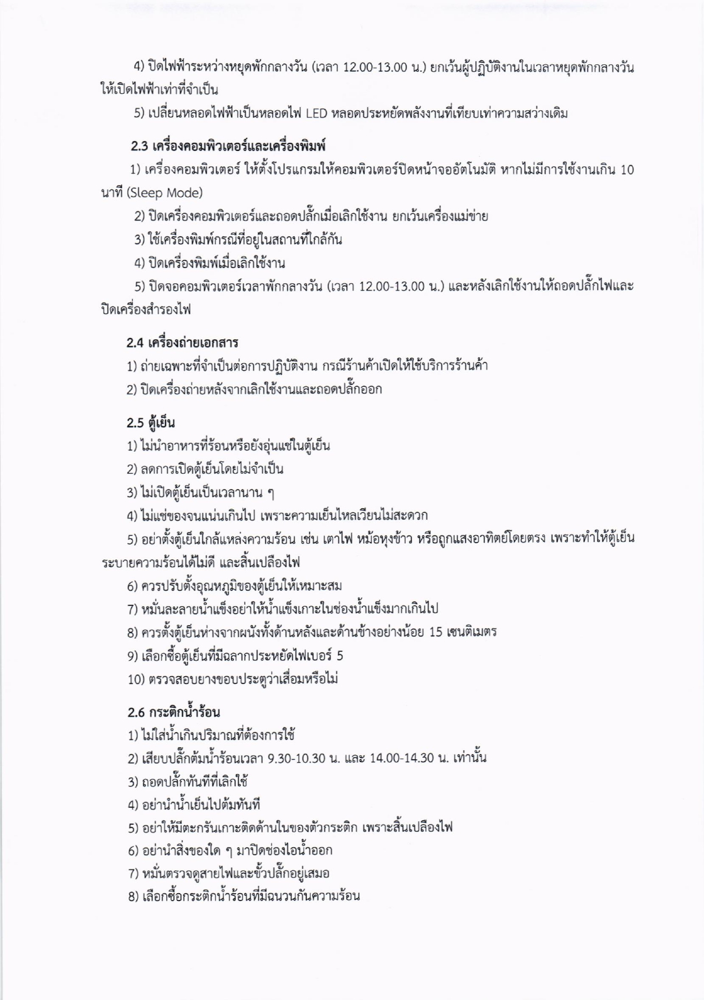 4) ปิดไฟฟ้าระหว่างหยุดพักกลางวัน (เวลา 12.00-13.00 น.) ยกเว้นผู้ปฏิบัติงานในเวลาหยุดพักกลางวัน
ให้เปิดไฟฟ้าเท่าที่จำเป็น
5) เปลี่ยนหลอดไฟฟ้าเป็นหลอดไฟ LED หลอดประหยัดพลังงานที่เทียบเท่าความสว่างเดิม
2.3 เครื่องคอมพิวเตอร์และเครื่องพิมพ์
1) เครื่องคอมพิวเตอร์ ให้ตั้งโปรแกรมให้คอมพิวเตอร์ปิดหน้าจออัตโนมัติ หากไม่มีการใช้งานเกิน 10
นาที (Sleep Mode)
2) ปิดเครื่องคอมพิวเตอร์และถอดปลั๊กเมื่อเลิกใช้งาน ยกเว้นเครื่องแม่ข่าย
3) ใช้เครื่องพิมพ์กรณีที่อยู่ในสถานที่ใกล้กัน
4) ปิดเครื่องพิมพ์เมื่อเลิกใช้งาน
5) ปิดจอคอมพิวเตอร์เวลาพักกลางวัน (เวลา 12.00-13.00 น.) และหลังเลิกใช้งานให้ถอดปลั๊กไฟและ
ปิดเครื่องสำรองไฟ
2.4 เครื่องถ่ายเอกสาร
1) ถ่ายเฉพาะที่จำเป็นต่อการปฏิบัติงาน กรณีร้านค้าเปิดให้ใช้บริการร้านค้า
2) ปิดเครื่องถ่ายหลังจากเลิกใช้งานและถอดปลั๊กออก
2.5 ตู้เย็น
1) ไม่นำอาหารที่ร้อนหรือยังอุ่นแช่ในตู้เย็น
2) ลดการเปิดตู้เย็นโดยไม่จำเป็น
3) ไม่เปิดตู้เย็นเป็นเวลานาน ๆ
4) ไม่แช่ของจนแน่นเกินไป เพราะความเย็นไหลเวียนไม่สะดวก
5) อย่าตั้งตู้เย็นใกล้แหล่งความร้อน เช่น เตาไฟ หม้อหุงข้าว หรือถูกแสงอาทิตย์โดยตรง เพราะทำให้ตู้เย็น
ระบายความร้อนได้ไม่ดี และสิ้นเปลืองไฟ
6) ควรปรับตั้งอุณหภูมิของตู้เย็นให้เหมาะสม
7) หมั่นละลายน้ำแข็งอย่าให้น้ำแข็งเกาะในช่องน้ำแข็งมากเกินไป
8) ควรตั้งตู้เย็นห่างจากผนังทั้งด้านหลังและด้านข้างอย่างน้อย 15 เซนติเมตร
9) เลือกซื้อตู้เย็นที่มีฉลากประหยัดไฟเบอร์ 5
10) ตรวจสอบยางขอบประตูว่าเสื่อมหรือไม่
2.6 กระติกน้ำร้อน
1) ไม่ใส่น้ำเกินปริมาณที่ต้องการใช้
2) เสียบปลั๊กต้มน้ำร้อนเวลา 9.30-10.30 น. และ 14.00-14.30 น. เท่านั้น
3) ถอดปลั๊กทันทีที่เลิกใช้
4) อย่านำน้ำเย็นไปต้มทันที
5) อย่าให้มีตะกรันเกาะติดด้านในของตัวกระติก เพราะสิ้นเปลืองไฟ
6) อย่านำสิ่งของใด ๆ มาปิดช่องไอน้ำออก
7) หมั่นตรวจดูสายไฟและขั้วปลั๊กอยู่เสมอ
8) เลือกซื้อกระติกน้ำร้อนที่มีฉนวนกันความร้อน